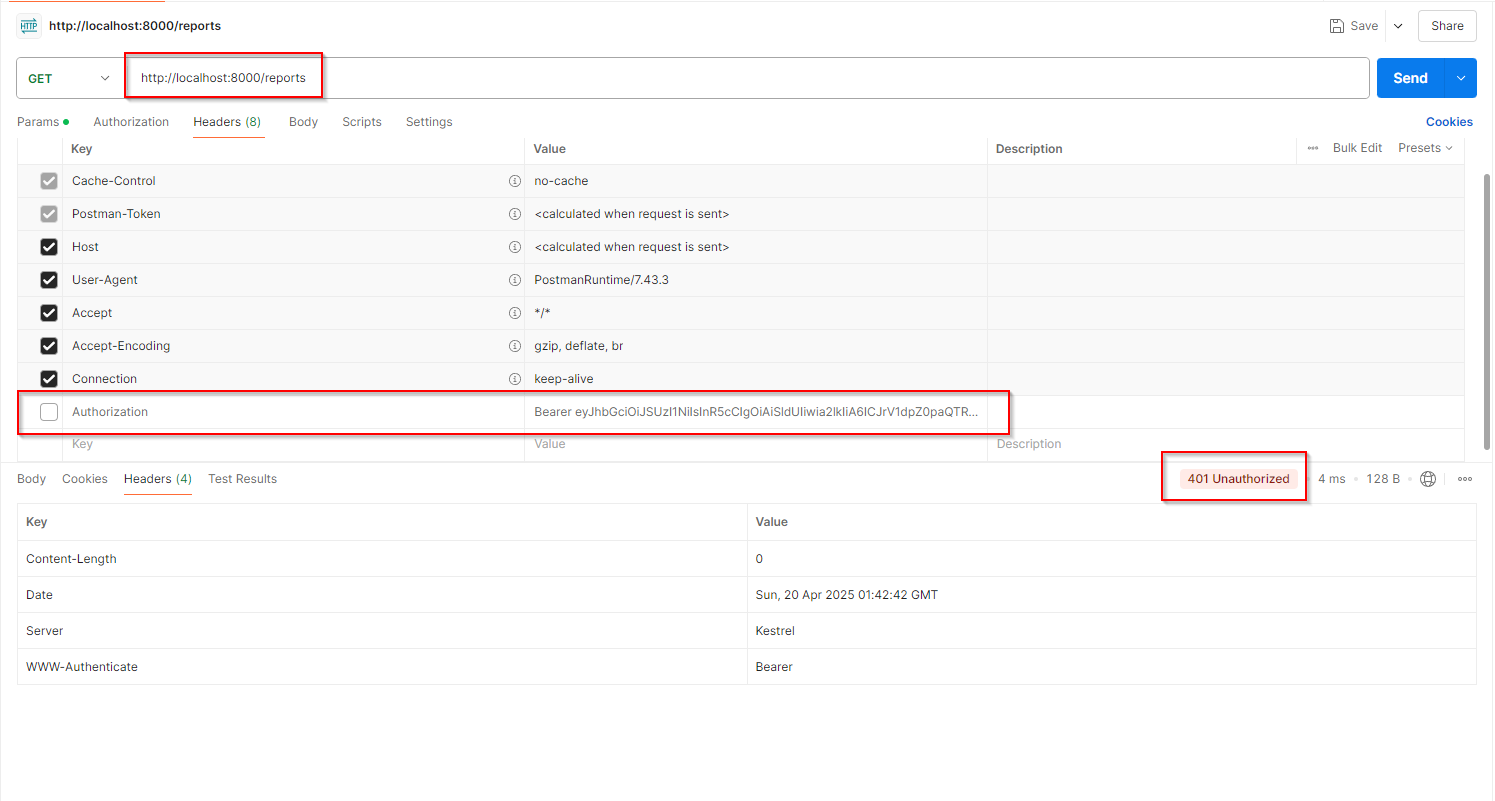 HTTP http://localhost:8000/reports Save Share
GET http://localhost:8000/reports Send
Params Authorization Headers (8) Body Scripts Settings Cookies
Key Value Description Bulk Edit Presets
Cache-Control no-cache
Postman-Token <calculated when request is sent>
Host <calculated when request is sent>
User-Agent PostmanRuntime/7.43.3
Accept */*
Accept-Encoding gzip, deflate, br
Connection keep-alive
Authorization Bearer eyJhbGciOiJSUzI1NiIsInR5cCIgOiAiSldUIiwia2lkIiA6ICJrV1dpZ0paQTR...
Key Value Description
Body Cookies Headers (4) Test Results 401 Unauthorized 4 ms 128 B
Key Value
Content-Length 0
Date Sun, 20 Apr 2025 01:42:42 GMT
Server Kestrel
WWW-Authenticate Bearer